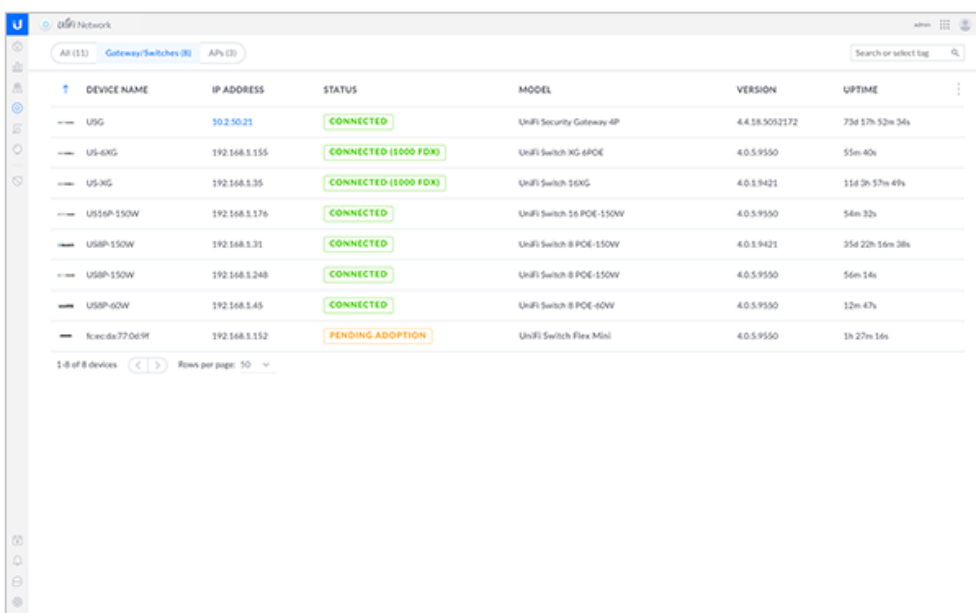 UniFi Network admin
All (11) Gateway/Switches (8) APs (3) Search or select tag
DEVICE NAME IP ADDRESS STATUS MODEL VERSION UPTIME
USG 10.2.50.21 CONNECTED UniFi Security Gateway 4P 4.4.18.5052172 73d 17h 52m 34s
US-6XG 192.168.1.155 CONNECTED (1000 FDX) UniFi Switch XG 6POE 4.0.5.9550 55m 40s
US-XG 192.168.1.35 CONNECTED (1000 FDX) UniFi Switch 16XG 4.0.1.9421 11d 3h 57m 49s
US16P-150W 192.168.1.176 CONNECTED UniFi Switch 16 POE-150W 4.0.5.9550 54m 32s
US8P-150W 192.168.1.31 CONNECTED UniFi Switch 8 POE-150W 4.0.1.9421 35d 22h 16m 38s
US8P-150W 192.168.1.248 CONNECTED UniFi Switch 8 POE-150W 4.0.5.9550 56m 14s
US8P-60W 192.168.1.45 CONNECTED UniFi Switch 8 POE-60W 4.0.5.9550 12m 47s
fc:ec:da:77:0d:9f 192.168.1.152 PENDING ADOPTION UniFi Switch Flex Mini 4.0.5.9550 1h 27m 16s
1-8 of 8 devices Rows per page: 50